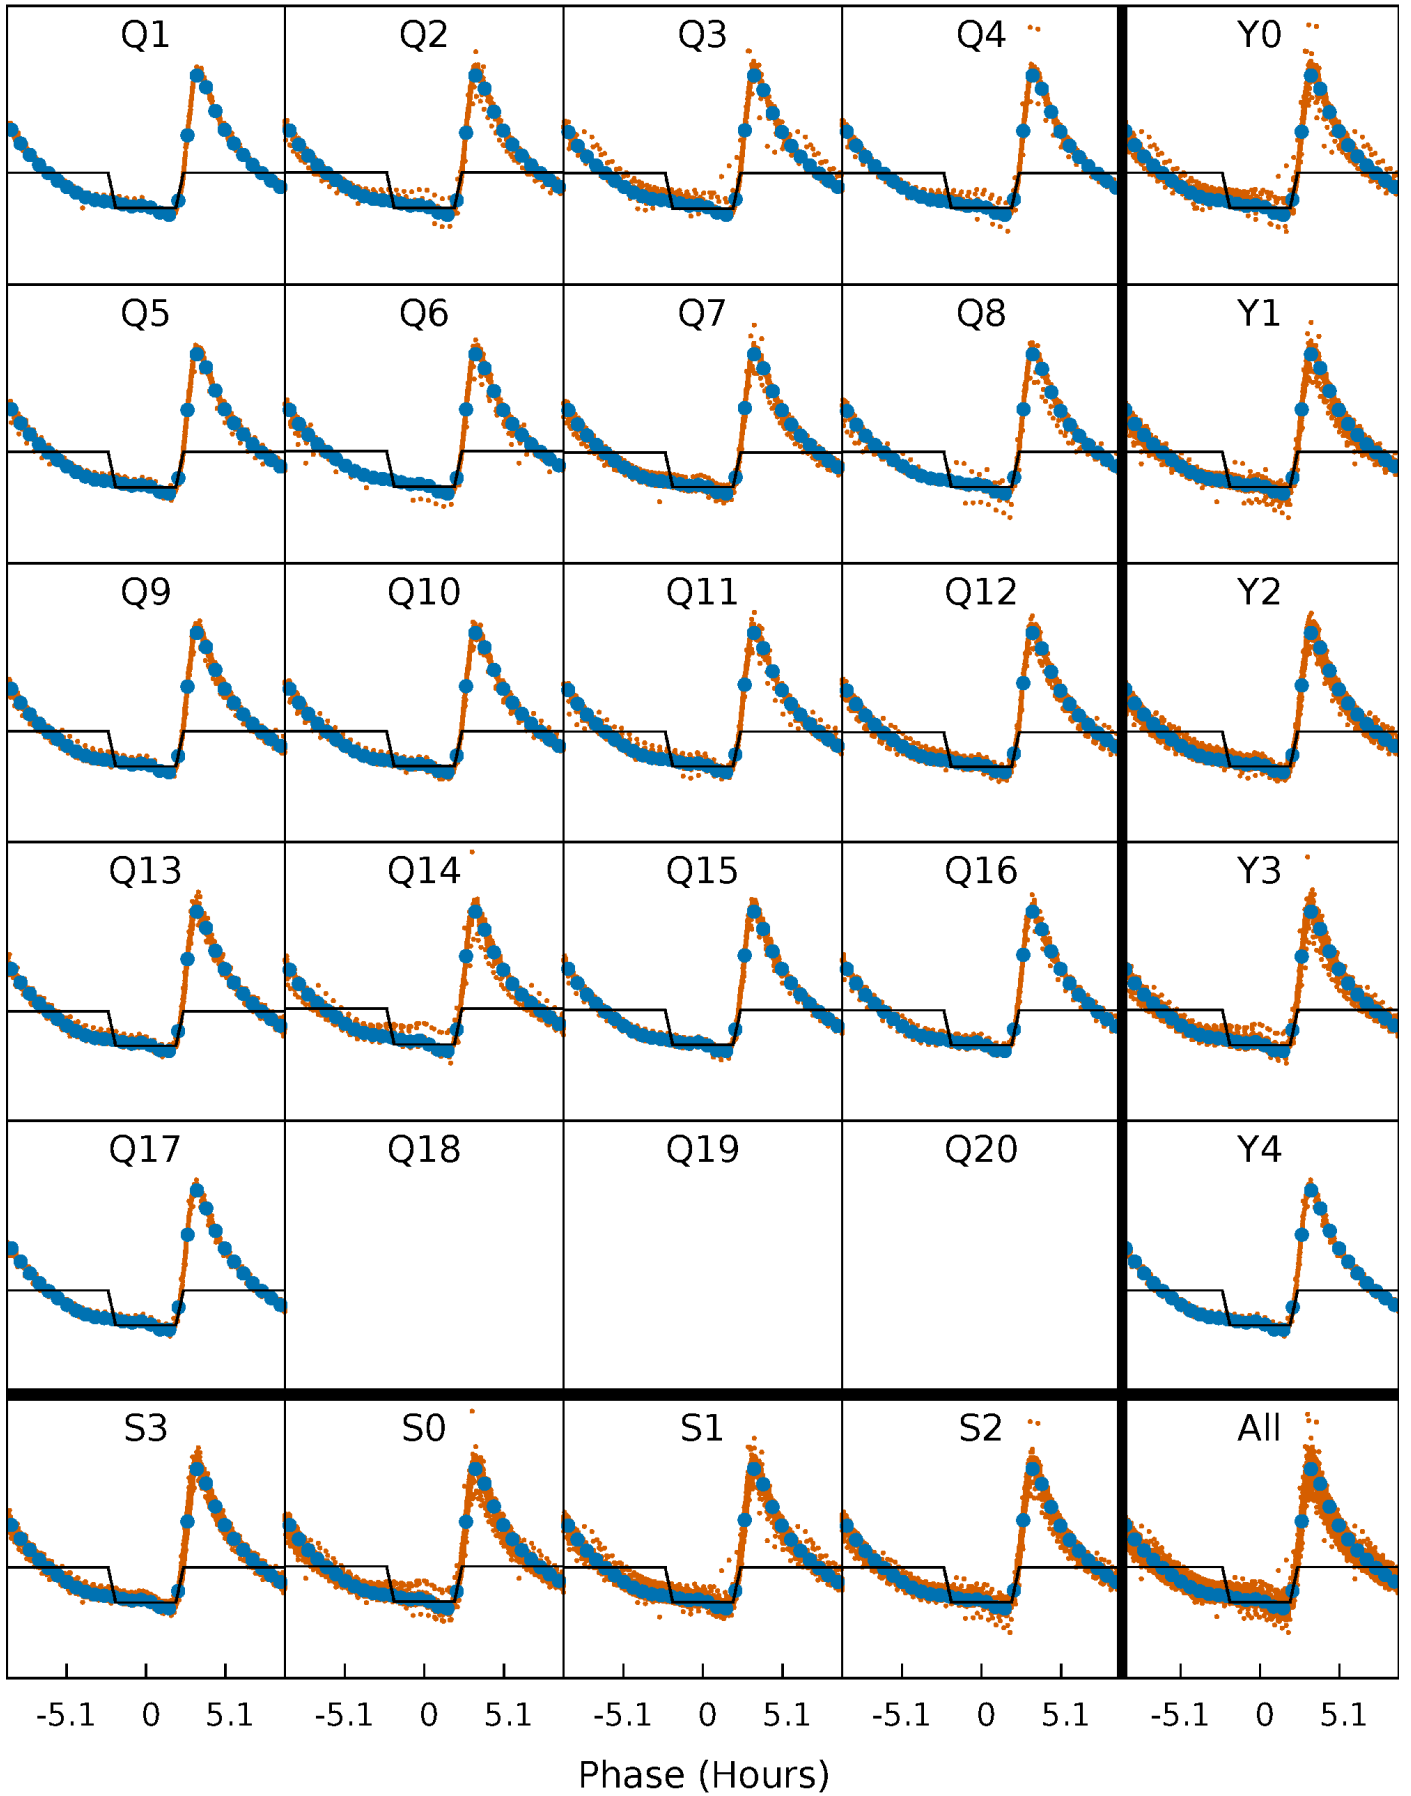 Q1 Q2 Q3 Q4 Y0
Q5 Q6 Q7 Q8 Y1
Q9 Q10 Q11 Q12 Y2
Q13 Q14 Q15 Q16 Y3
Q17 Q18 Q19 Q20 Y4
S3 S0 S1 S2 All
-5.1 0 5.1 -5.1 0 5.1 -5.1 0 5.1 -5.1 0 5.1 -5.1 0 5.1
Phase (Hours)